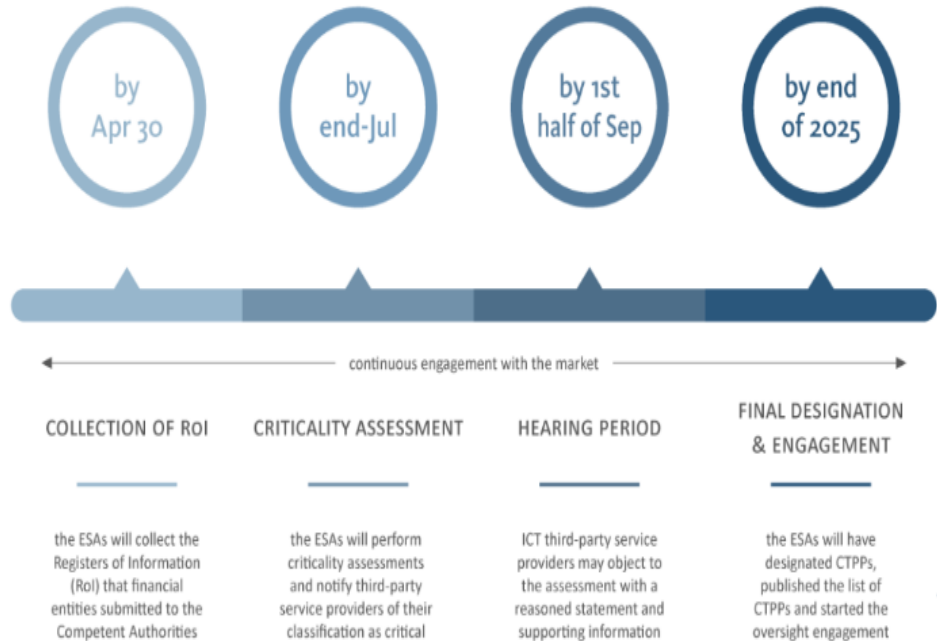 by
Apr 30
by
end-Jul
by 1st
half of Sep
by end
of 2025
continuous engagement with the market
COLLECTION OF RoI
CRITICALITY ASSESSMENT
HEARING PERIOD
FINAL DESIGNATION
& ENGAGEMENT
the ESAs will collect the
Registers of Information
(RoI) that financial
entities submitted to the
Competent Authorities
the ESAs will perform
criticality assessments
and notify third-party
service providers of their
classification as critical
ICT third-party service
providers may object to
the assessment with a
reasoned statement and
supporting information
the ESAs will have
designated CTPPs,
published the list of
CTPPs and started the
oversight engagement